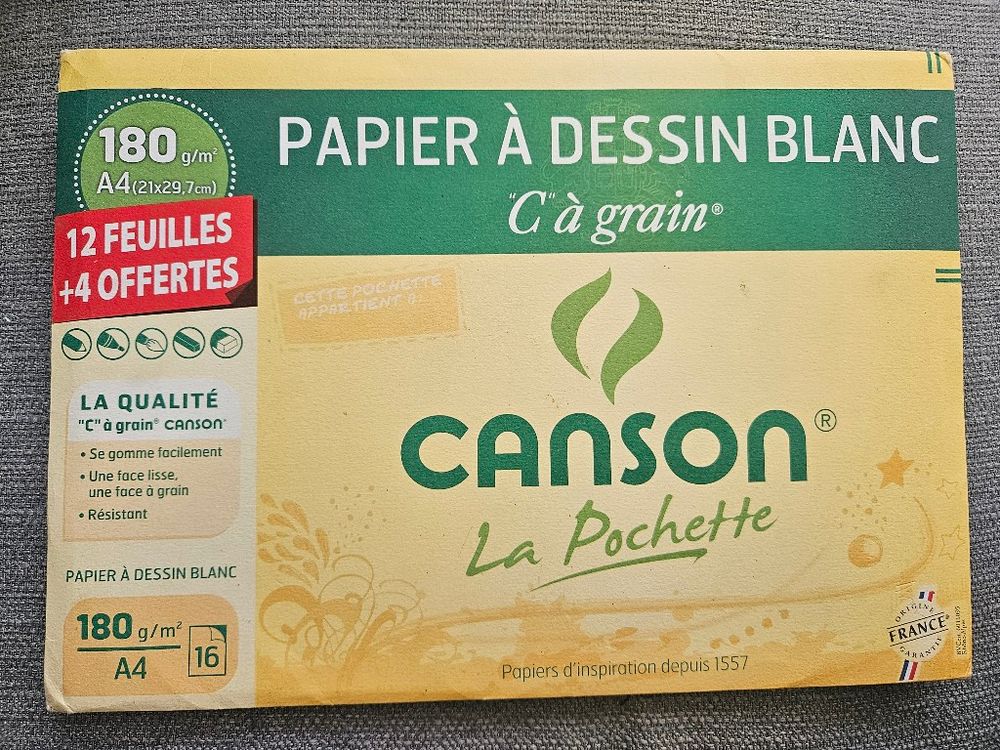 180 g/m²
A4 (21x29,7cm)
12 FEUILLES
+4 OFFERTES
PAPIER À DESSIN BLANC
"C" à grain®
CETTE POCHETTE
APPARTIENT À:
LA QUALITÉ
"C" à grain® CANSON®
• Se gomme facilement
• Une face lisse,
une face à grain
• Résistant
PAPIER À DESSIN BLANC
180 g/m²
A4
16
CANSON®
La Pochette
Papiers d'inspiration depuis 1557
ORIGINE
FRANCE®
GARANTIE